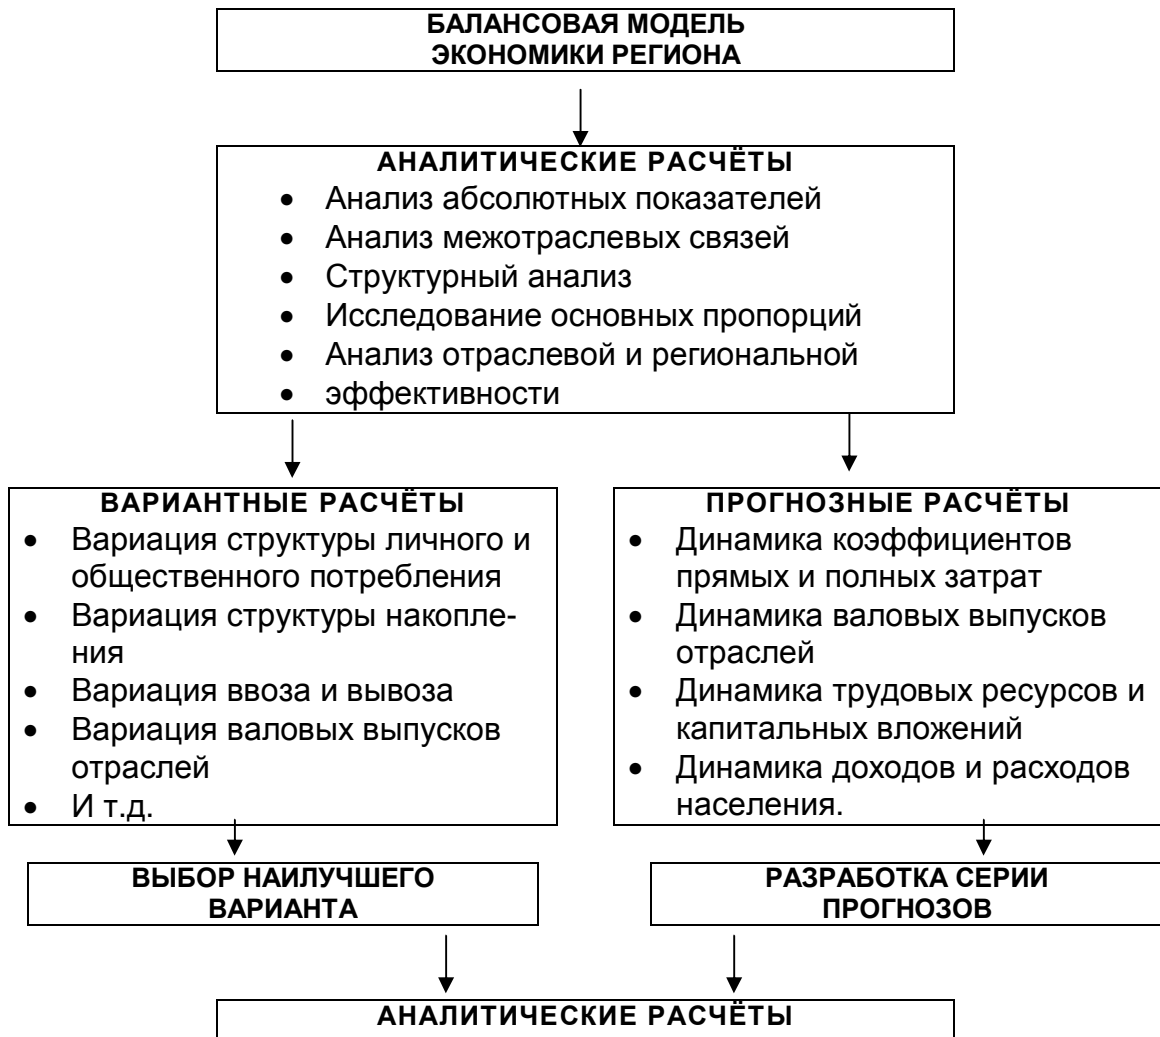 БАЛАНСОВАЯ МОДЕЛЬ
ЭКОНОМИКИ РЕГИОНА
АНАЛИТИЧЕСКИЕ РАСЧЁТЫ
• Анализ абсолютных показателей
• Анализ межотраслевых связей
• Структурный анализ
• Исследование основных пропорций
• Анализ отраслевой и региональной
• эффективности
ВАРИАНТНЫЕ РАСЧЁТЫ
• Вариация структуры личного и
общественного потребления
• Вариация структуры накопле-
ния
• Вариация ввоза и вывоза
• Вариация валовых выпусков
отраслей
• И т.д.
ПРОГНОЗНЫЕ РАСЧЁТЫ
• Динамика коэффициентов
прямых и полных затрат
• Динамика валовых выпусков
отраслей
• Динамика трудовых ресурсов и
капитальных вложений
• Динамика доходов и расходов
населения.
ВЫБОР НАИЛУЧШЕГО
ВАРИАНТА
РАЗРАБОТКА СЕРИИ
ПРОГНОЗОВ
АНАЛИТИЧЕСКИЕ РАСЧЁТЫ